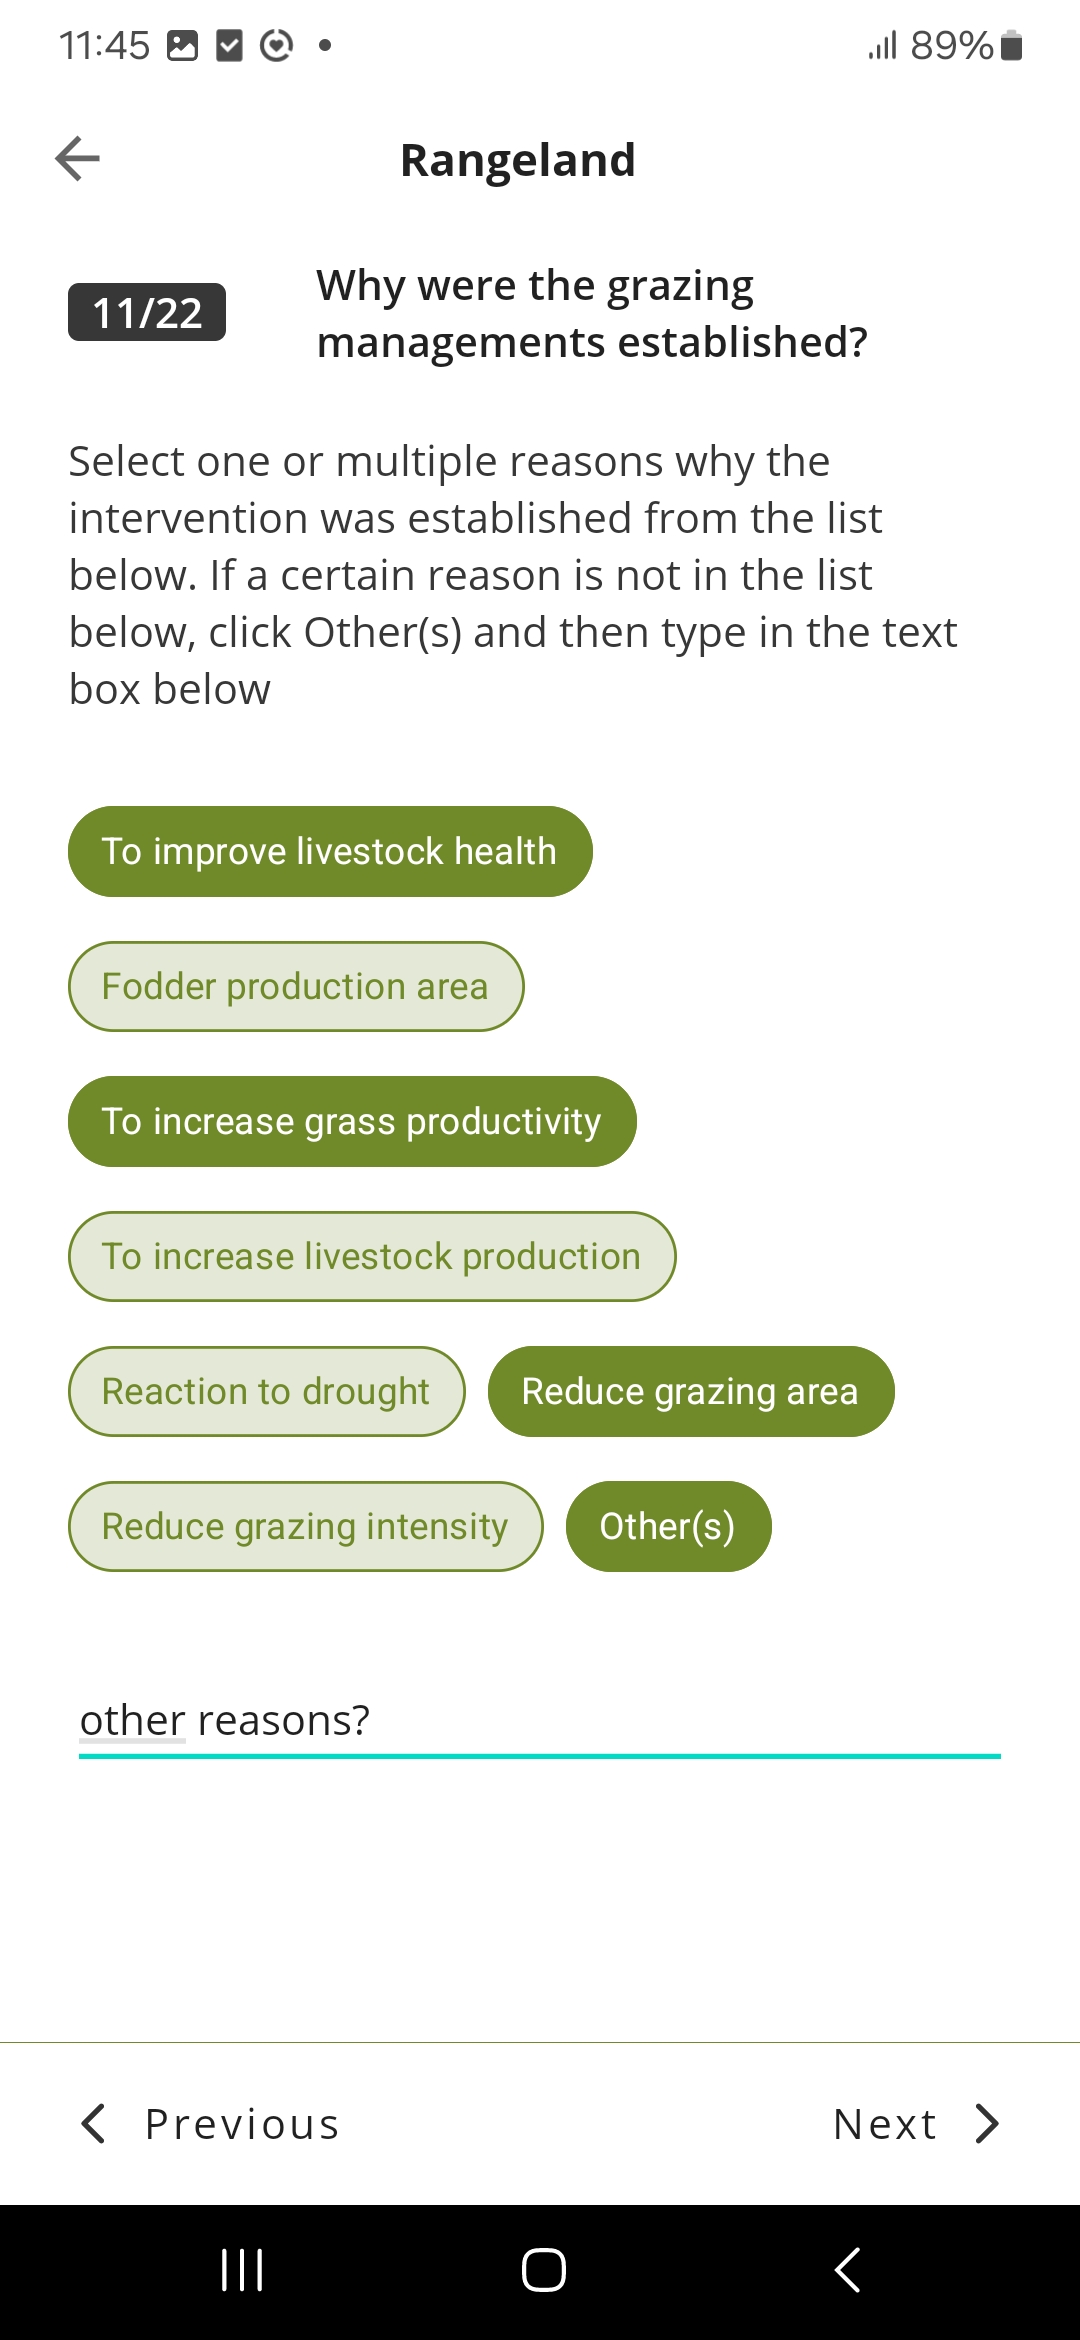 11:45
89%
Rangeland
11/22
Why were the grazing
managements established?
Select one or multiple reasons why the
intervention was established from the list
below. If a certain reason is not in the list
below, click Other(s) and then type in the text
box below
To improve livestock health
Fodder production area
To increase grass productivity
To increase livestock production
Reaction to drought
Reduce grazing area
Reduce grazing intensity
Other(s)
other reasons?
Previous
Next